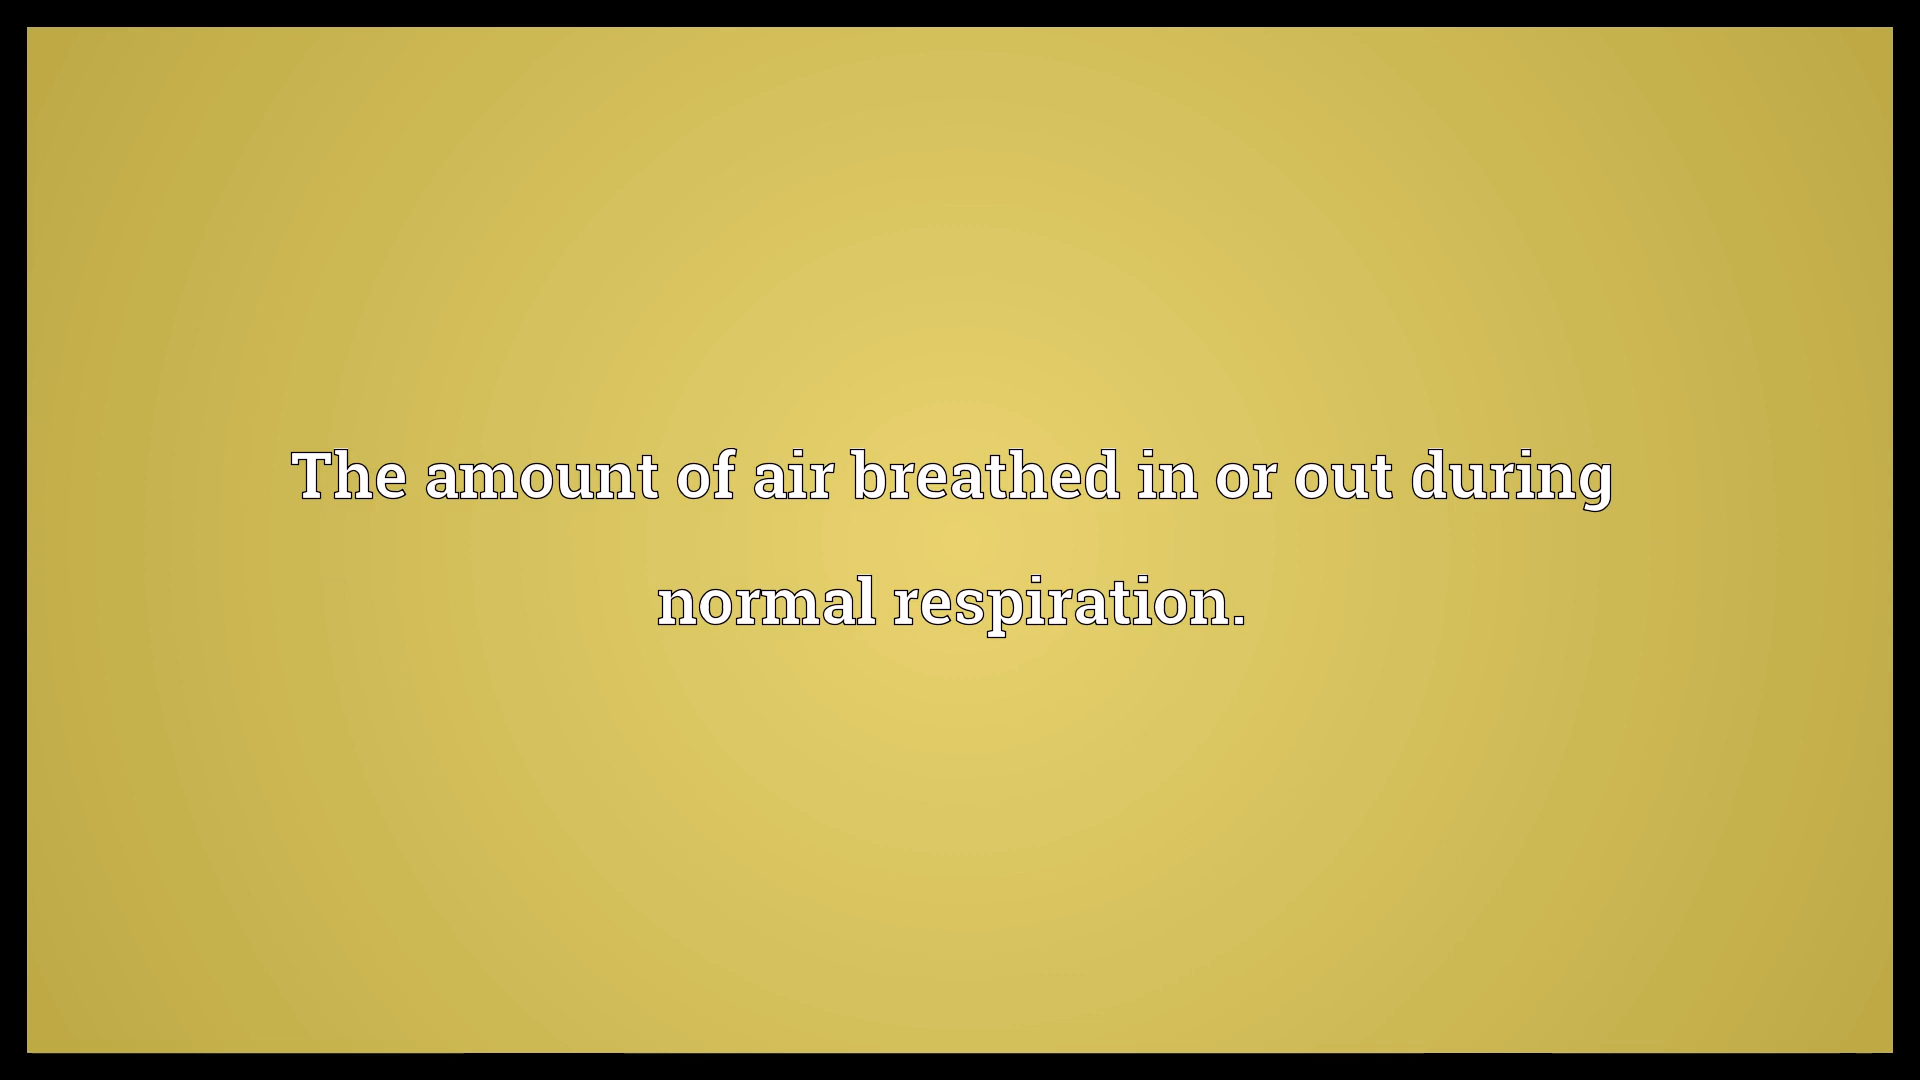 The amount of air breathed in or out during
normal respiration.